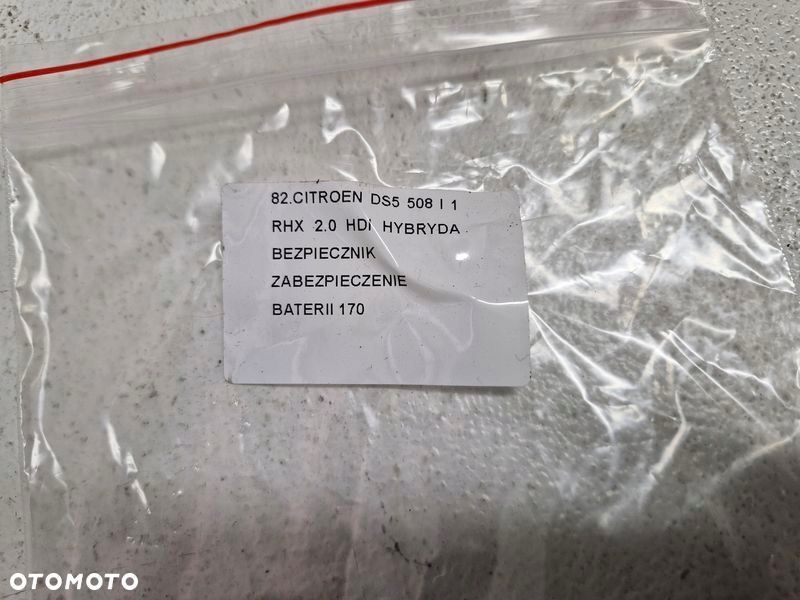 82.CITROEN DS5 508 I 1
RHX 2.0 HDi HYBRYDA
BEZPIECZNIK
ZABEZPIECZENIE
BATERII 170
OTOMOTO